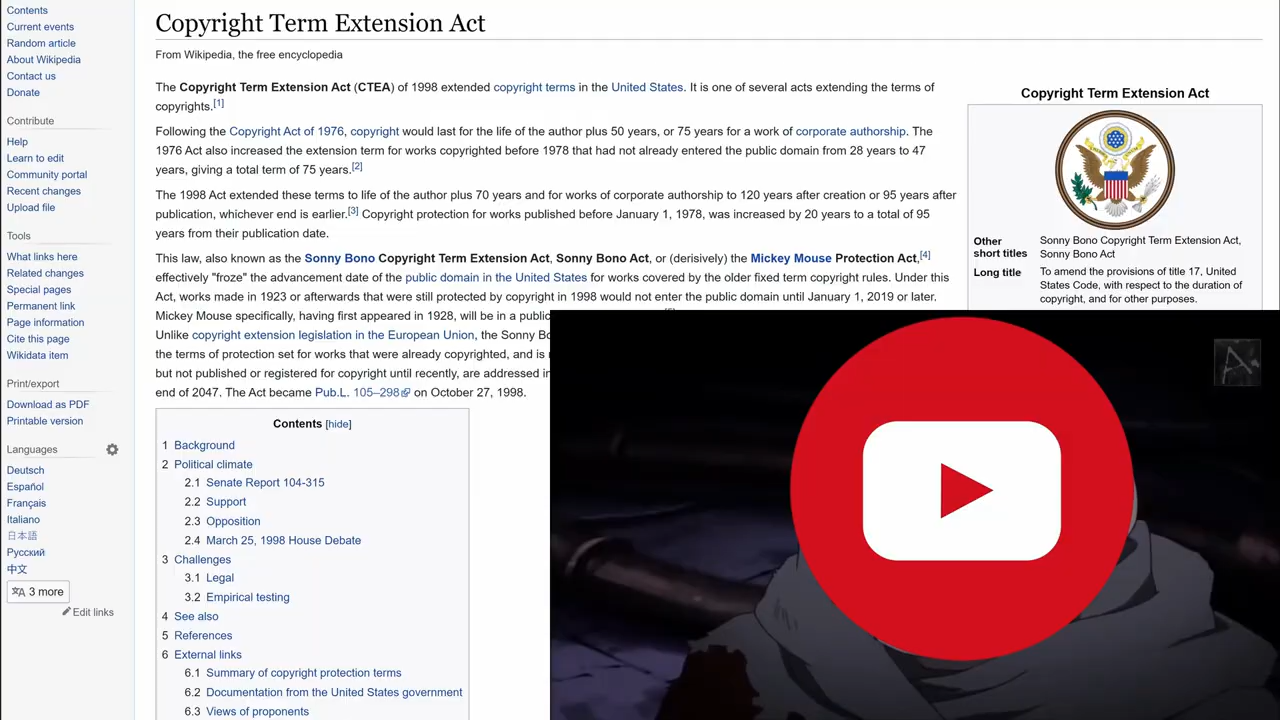 Contents
Current events
Random article
About Wikipedia
Contact us
Donate
Contribute
Help
Learn to edit
Community portal
Recent changes
Upload file
Tools
What links here
Related changes
Special pages
Permanent link
Page information
Cite this page
Wikidata item
Print/export
Download as PDF
Printable version
Languages
Deutsch
Español
Français
Italiano
日本語
Русский
中文
3 more
Edit links
Copyright Term Extension Act
From Wikipedia, the free encyclopedia
The Copyright Term Extension Act (CTEA) of 1998 extended copyright terms in the United States. It is one of several acts extending the terms of
copyrights.[1]
Following the Copyright Act of 1976, copyright would last for the life of the author plus 50 years, or 75 years for a work of corporate authorship. The
1976 Act also increased the extension term for works copyrighted before 1978 that had not already entered the public domain from 28 years to 47
years, giving a total term of 75 years.[2]
The 1998 Act extended these terms to life of the author plus 70 years and for works of corporate authorship to 120 years after creation or 95 years after
publication, whichever end is earlier.[3] Copyright protection for works published before January 1, 1978, was increased by 20 years to a total of 95
years from their publication date.
This law, also known as the Sonny Bono Copyright Term Extension Act, Sonny Bono Act, or (derisively) the Mickey Mouse Protection Act,[4]
effectively "froze" the advancement date of the public domain in the United States for works covered by the older fixed term copyright rules. Under this
Act, works made in 1923 or afterwards that were still protected by copyright in 1998 would not enter the public domain until January 1, 2019 or later.
Mickey Mouse specifically, having first appeared in 1928, will be in a public
Unlike copyright extension legislation in the European Union, the Sonny Bo
the terms of protection set for works that were already copyrighted, and is
but not published or registered for copyright until recently, are addressed in
end of 2047. The Act became Pub.L. 105–298 on October 27, 1998.
Contents [hide]
1 Background
2 Political climate
2.1 Senate Report 104-315
2.2 Support
2.3 Opposition
2.4 March 25, 1998 House Debate
3 Challenges
3.1 Legal
3.2 Empirical testing
4 See also
5 References
6 External links
6.1 Summary of copyright protection terms
6.2 Documentation from the United States government
6.3 Views of proponents
Copyright Term Extension Act
Other short titles
Sonny Bono Copyright Term Extension Act,
Sonny Bono Act
Long title
To amend the provisions of title 17, United
States Code, with respect to the duration of
copyright, and for other purposes.
A